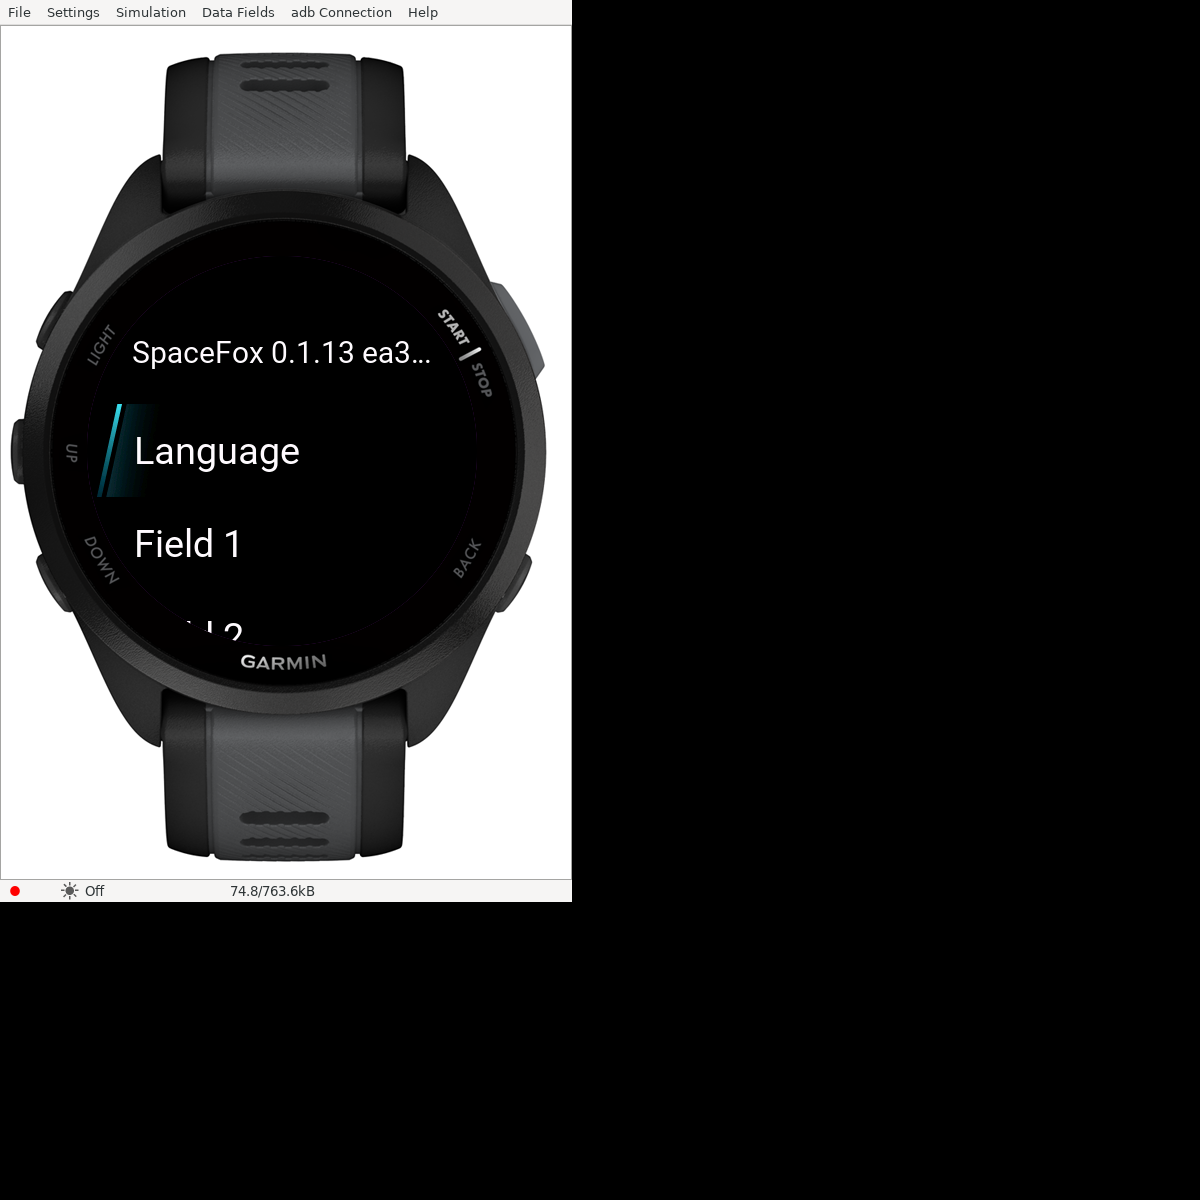 File Settings Simulation Data Fields adb Connection Help
START
STOP
LIGHT
SpaceFox 0.1.13 ea3...
UP
Language
Field 1
DOWN
BACK
2
GARMIN
Off 74.8/763.6kB